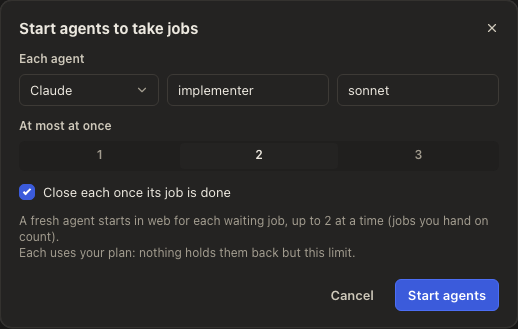 Start agents to take jobs
Each agent
Claude implementer sonnet
At most at once
1 2 3
Close each once its job is done
A fresh agent starts in web for each waiting job, up to 2 at a time (jobs you hand on
count).
Each uses your plan: nothing holds them back but this limit.
Cancel Start agents